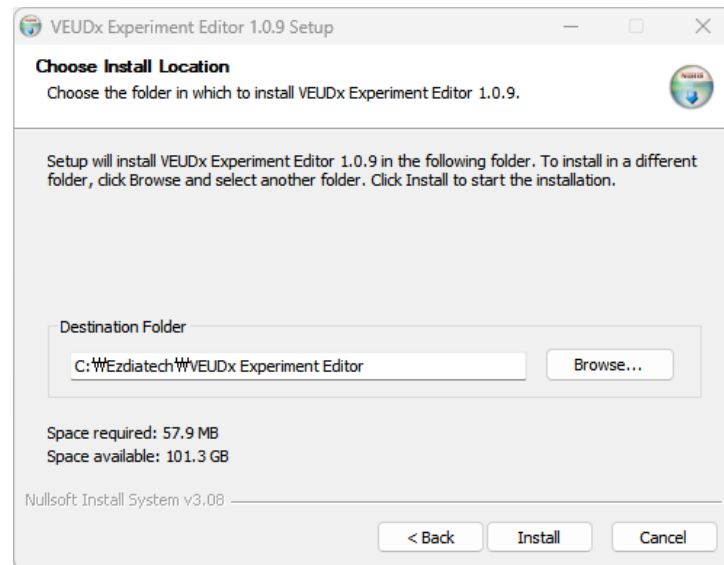 VEUDx Experiment Editor 1.0.9 Setup
Choose Install Location
Choose the folder in which to install VEUDx Experiment Editor 1.0.9.
Setup will install VEUDx Experiment Editor 1.0.9 in the following folder. To install in a different
folder, click Browse and select another folder. Click Install to start the installation.
Destination Folder
C:₩Ezdiatech₩VEUDx Experiment Editor
Browse...
Space required: 57.9 MB
Space available: 101.3 GB
Nullsoft Install System v3.08
< Back
Install
Cancel